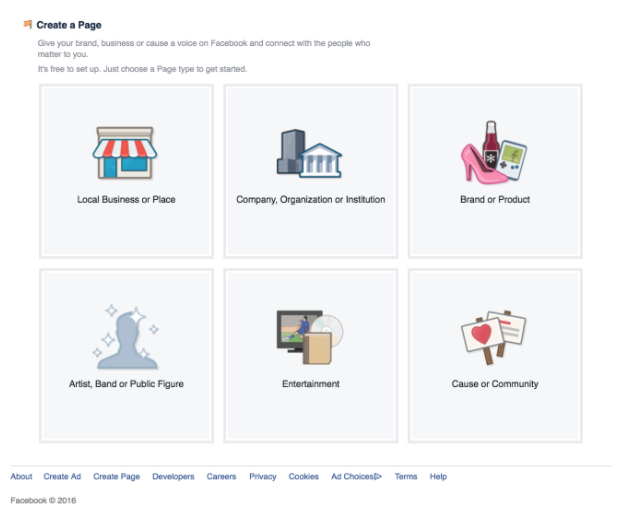 Create a Page
Give your brand, business or cause a voice on Facebook and connect with the people who
matter to you.
It's free to set up. Just choose a Page type to get started.
Local Business or Place
Company, Organization or Institution
Brand or Product
Artist, Band or Public Figure
Entertainment
Cause or Community
About Create Ad Create Page Developers Careers Privacy Cookies Ad Choices Terms Help
Facebook © 2016